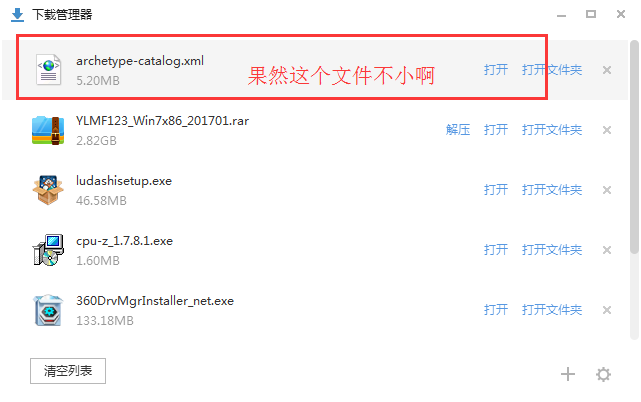 下载管理器
archetype-catalog.xml
5.20MB
果然这个文件不小啊
打开 打开文件夹
YLMF123_Win7x86_201701.rar
2.82GB
解压 打开 打开文件夹
ludashisetup.exe
46.58MB
打开 打开文件夹
cpu-z_1.7.8.1.exe
1.60MB
打开 打开文件夹
360DrvMgrInstaller_net.exe
133.18MB
打开 打开文件夹
清空列表